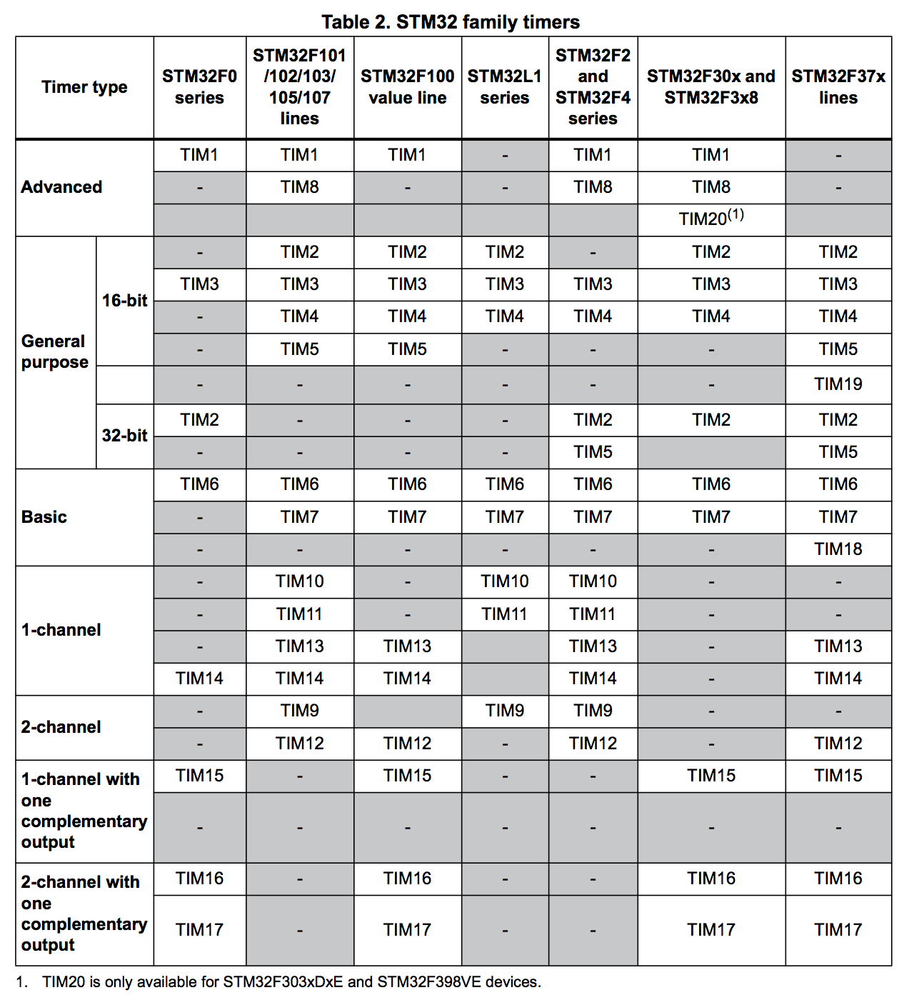 Table 2. STM32 family timers
Timer type STM32F0 series STM32F101 /102/103/ 105/107 lines STM32F100 value line STM32L1 series STM32F2 and STM32F4 series STM32F30x and STM32F3x8 STM32F37x lines
Advanced TIM1 TIM1 TIM1 - TIM1 TIM1 -
- TIM8 - - TIM8 TIM8 -
TIM20(1)
General purpose 16-bit - TIM2 TIM2 TIM2 - TIM2 TIM2
TIM3 TIM3 TIM3 TIM3 TIM3 TIM3 TIM3
- TIM4 TIM4 TIM4 TIM4 TIM4 TIM4
- TIM5 TIM5 - - - TIM5
- - - - - - TIM19
32-bit TIM2 - - - TIM2 TIM2 TIM2
- - - - TIM5 TIM5
Basic TIM6 TIM6 TIM6 TIM6 TIM6 TIM6 TIM6
- TIM7 TIM7 TIM7 TIM7 TIM7 TIM7
- - - - - - TIM18
1-channel - TIM10 - TIM10 TIM10 - -
- TIM11 - TIM11 TIM11 - -
- TIM13 TIM13 TIM13 - TIM13
TIM14 TIM14 TIM14 TIM14 - TIM14
2-channel - TIM9 TIM9 TIM9 - -
- TIM12 TIM12 - TIM12 - TIM12
1-channel with one complementary output TIM15 - TIM15 - - TIM15 TIM15
- - - - - - -
2-channel with one complementary output TIM16 - TIM16 - - TIM16 TIM16
TIM17 - TIM17 - - TIM17 TIM17
1. TIM20 is only available for STM32F303xDxE and STM32F398VE devices.